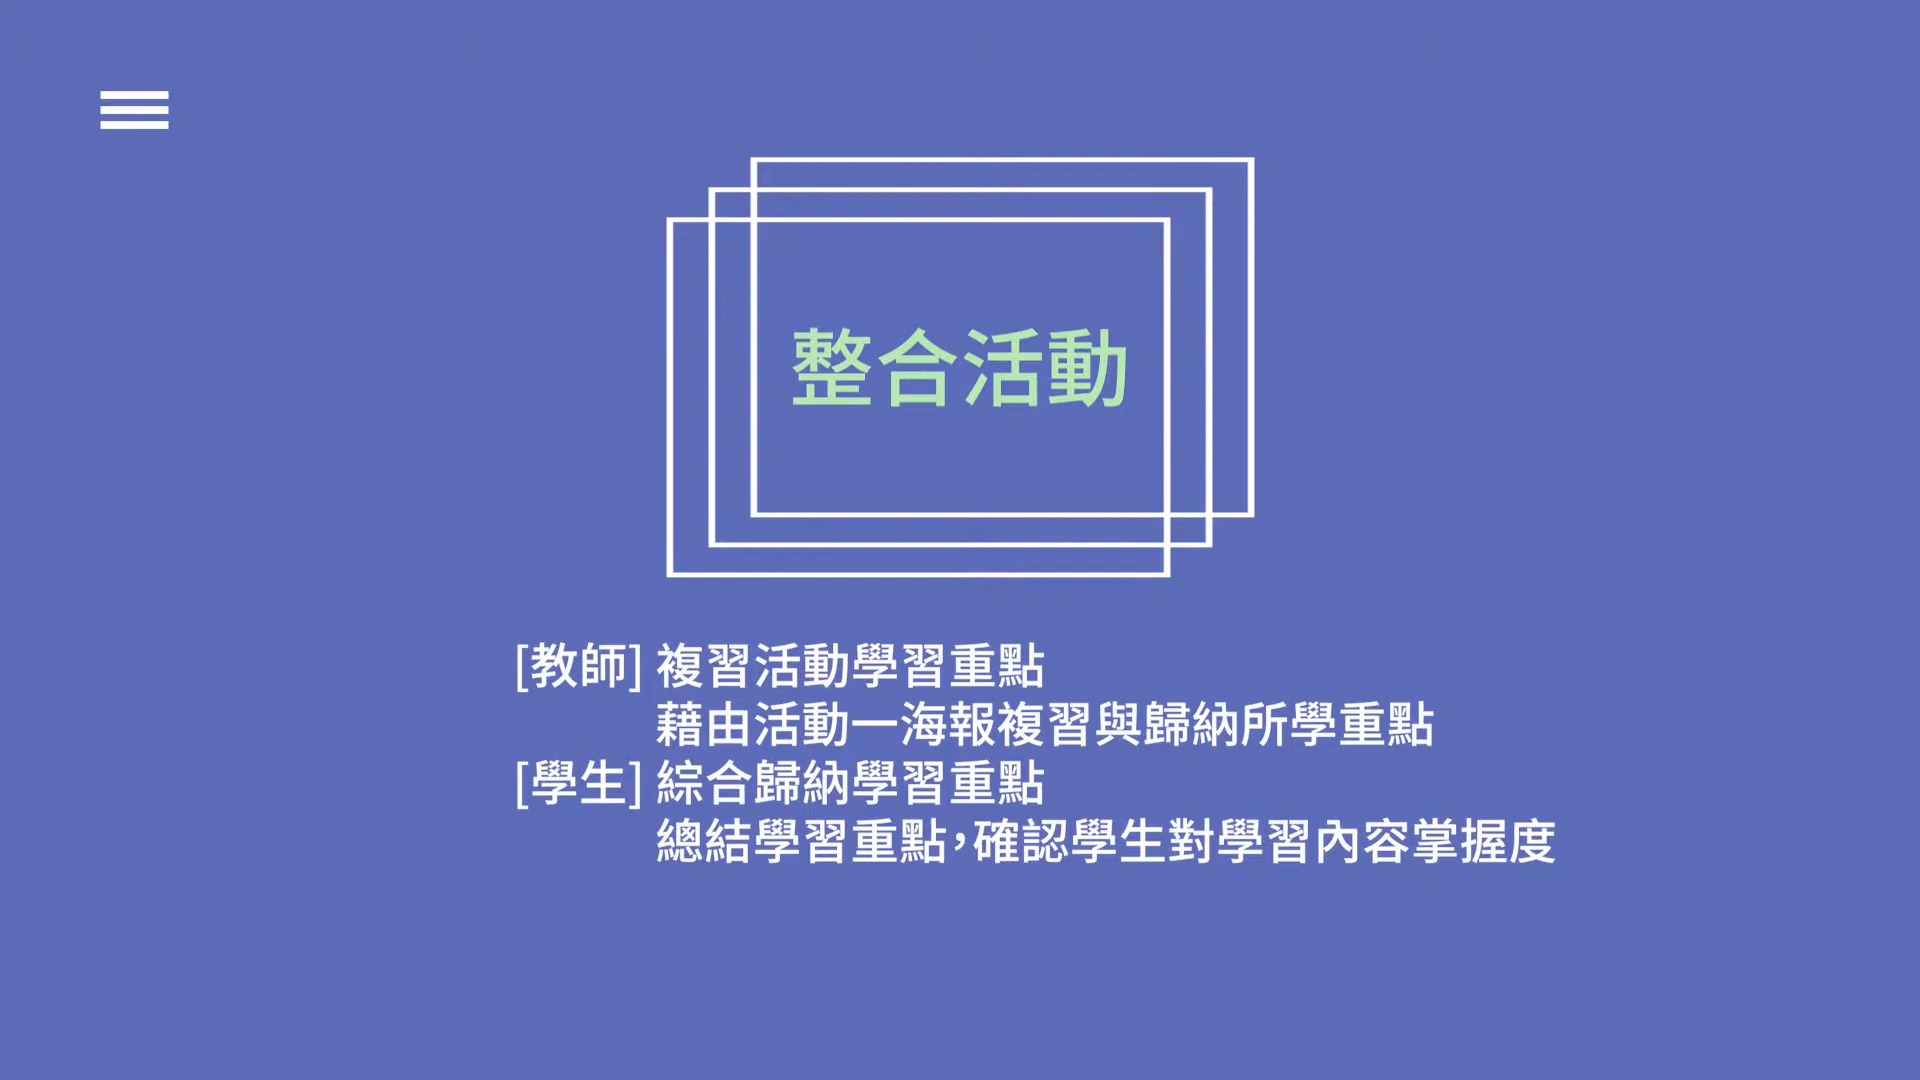 整合活動
[教師] 複習活動學習重點
藉由活動一海報複習與歸納所學重點
[學生] 綜合歸納學習重點
總結學習重點，確認學生對學習內容掌握度